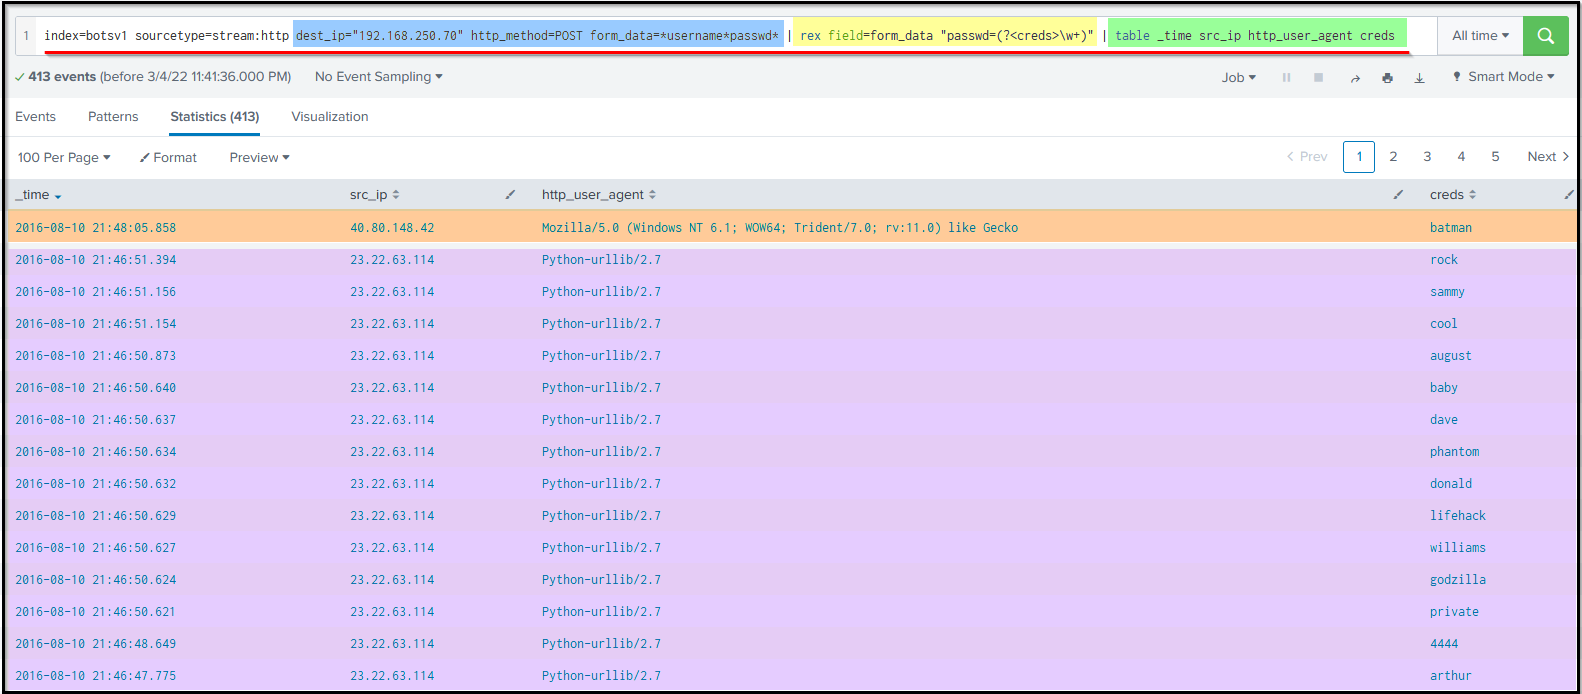 1 index=botsv1 sourcetype=stream:http dest_ip="192.168.250.70" http_method=POST form_data=*username*passwd* | rex field=form_data "passwd=(?<creds>\w+)" | table _time src_ip http_user_agent creds All time
413 events (before 3/4/22 11:41:36.000 PM) No Event Sampling Job Smart Mode
Events Patterns Statistics (413) Visualization
100 Per Page Format Preview Prev 1 2 3 4 5 Next
_time src_ip http_user_agent creds
2016-08-10 21:48:05.858 40.80.148.42 Mozilla/5.0 (Windows NT 6.1; WOW64; Trident/7.0; rv:11.0) like Gecko batman
2016-08-10 21:46:51.394 23.22.63.114 Python-urllib/2.7 rock
2016-08-10 21:46:51.156 23.22.63.114 Python-urllib/2.7 sammy
2016-08-10 21:46:51.154 23.22.63.114 Python-urllib/2.7 cool
2016-08-10 21:46:50.873 23.22.63.114 Python-urllib/2.7 august
2016-08-10 21:46:50.640 23.22.63.114 Python-urllib/2.7 baby
2016-08-10 21:46:50.637 23.22.63.114 Python-urllib/2.7 dave
2016-08-10 21:46:50.634 23.22.63.114 Python-urllib/2.7 phantom
2016-08-10 21:46:50.632 23.22.63.114 Python-urllib/2.7 donald
2016-08-10 21:46:50.629 23.22.63.114 Python-urllib/2.7 lifehack
2016-08-10 21:46:50.627 23.22.63.114 Python-urllib/2.7 williams
2016-08-10 21:46:50.624 23.22.63.114 Python-urllib/2.7 godzilla
2016-08-10 21:46:50.621 23.22.63.114 Python-urllib/2.7 private
2016-08-10 21:46:48.649 23.22.63.114 Python-urllib/2.7 4444
2016-08-10 21:46:47.775 23.22.63.114 Python-urllib/2.7 arthur